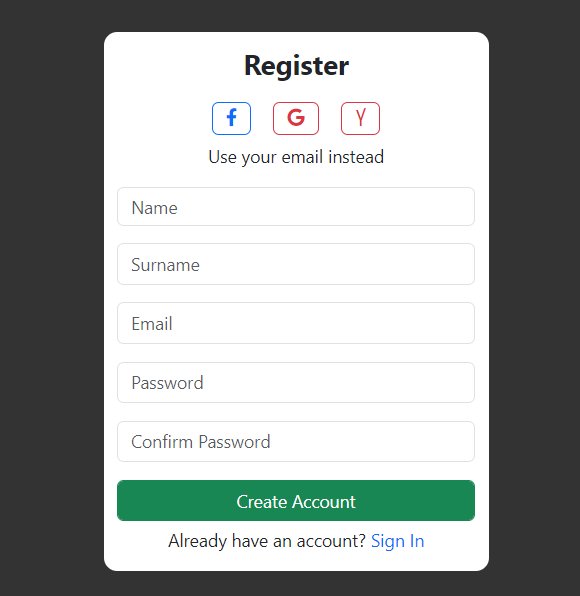 Register
f G Y
Use your email instead
Name
Surname
Email
Password
Confirm Password
Create Account
Already have an account? Sign In